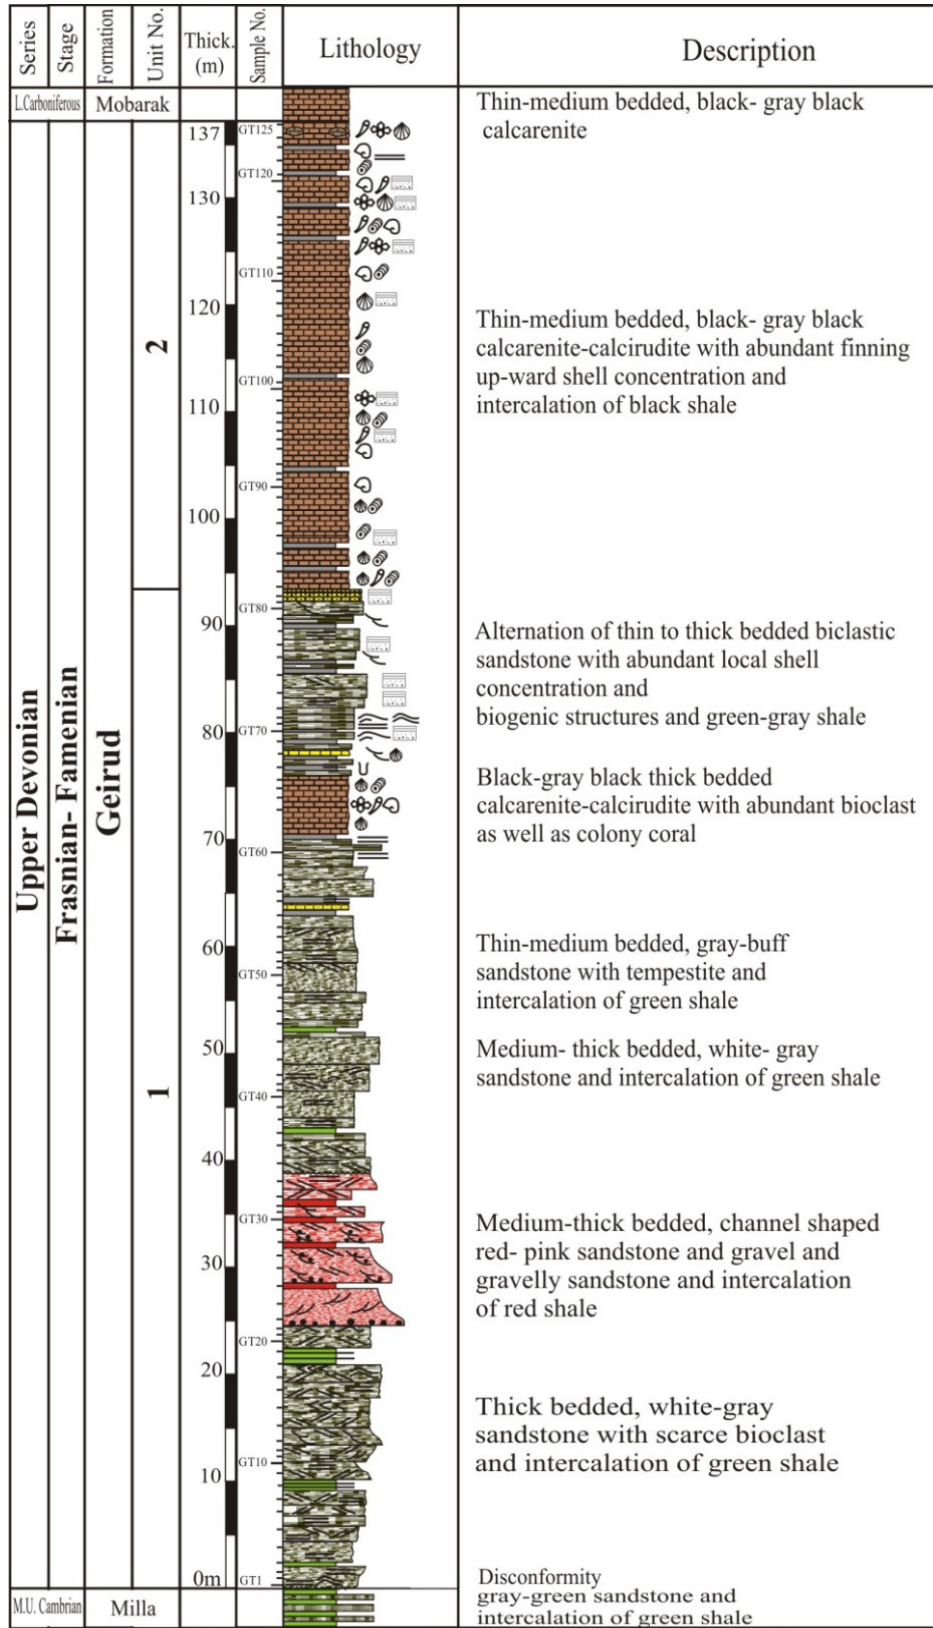 Series
Stage
Formation
Unit No.
Thick.
(m)
Sample No.
Lithology
Description
L.Carboniferous
Mobarak
Thin-medium bedded, black- gray black
calcarenite
137
GT125
GT120
130
GT110
120
Thin-medium bedded, black- gray black
calcarenite-calcirudite with abundant finning
up-ward shell concentration and
intercalation of black shale
2
GT100
110
GT90
100
GT80
90
Alternation of thin to thick bedded biclastic
sandstone with abundant local shell
concentration and
biogenic structures and green-gray shale
GT70
80
Upper Devonian
Frasnian- Famenian
Geirud
Black-gray black thick bedded
calcarenite-calcirudite with abundant bioclast
as well as colony coral
70
GT60
60
Thin-medium bedded, gray-buff
sandstone with tempestite and
intercalation of green shale
GT50
50
Medium- thick bedded, white- gray
sandstone and intercalation of green shale
1
GT40
40
GT30
30
Medium-thick bedded, channel shaped
red- pink sandstone and gravel and
gravelly sandstone and intercalation
of red shale
GT20
20
Thick bedded, white-gray
sandstone with scarce bioclast
and intercalation of green shale
GT10
10
0m
GT1
Disconformity
M.U. Cambrian
Milla
gray-green sandstone and
intercalation of green shale